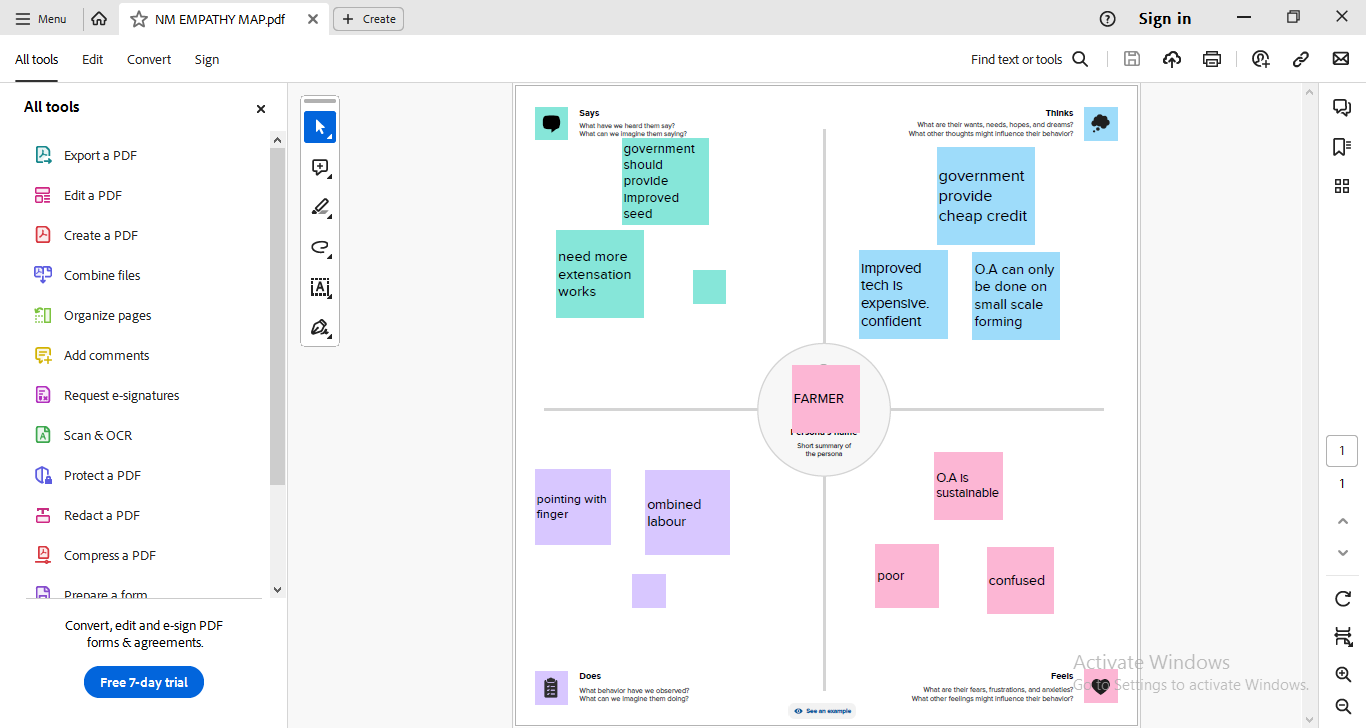 Menu
NM EMPATHY MAP.pdf
Create
Sign in
All tools
Edit
Convert
Sign
Find text or tools
All tools
Export a PDF
Edit a PDF
Create a PDF
Combine files
Organize pages
Add comments
Request e-signatures
Scan & OCR
Protect a PDF
Redact a PDF
Compress a PDF
Prepare a form
Convert, edit and e-sign PDF
forms & agreements.
Free 7-day trial
Says
What have we heard them say?
What can we imagine them saying?
government
should
provide
improved
seed
need more
extensation
works
Thinks
What are their wants, needs, hopes, and dreams?
What other thoughts might influence their behavior?
government
provide
cheap credit
improved
tech is
expensive.
confident
O.A can only
be done on
small scale
forming
FARMER
Persona's name
Short summary of
the persona
pointing with
finger
ombined
labour
O.A is
sustainable
poor
confused
Does
What behavior have we observed?
What can we imagine them doing?
Feels
What are their fears, frustrations, and anxieties?
What other feelings might influence their behavior?
See an example
1
1
Activate Windows
Go to Settings to activate Windows.